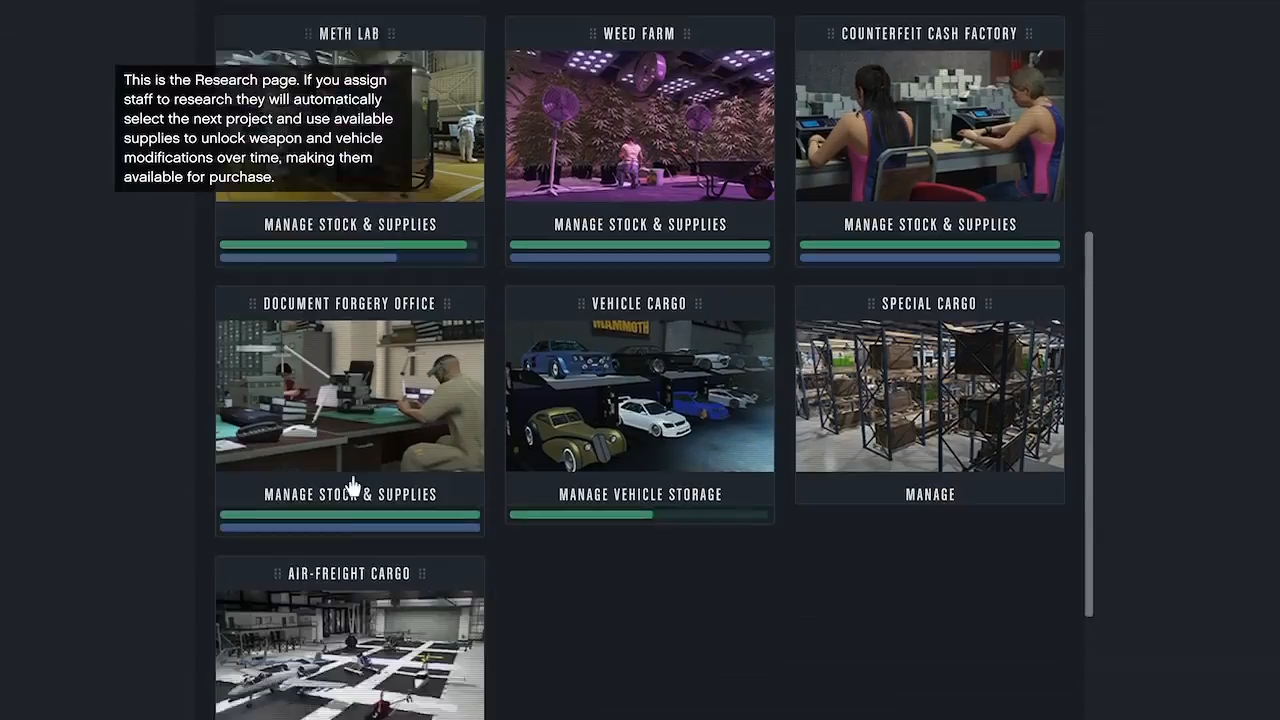 METH LAB
WEED FARM
COUNTERFEIT CASH FACTORY
This is the Research page. If you assign
staff to research they will automatically
select the next project and use available
supplies to unlock weapon and vehicle
modifications over time, making them
available for purchase.
MANAGE STOCK & SUPPLIES
MANAGE STOCK & SUPPLIES
MANAGE STOCK & SUPPLIES
DOCUMENT FORGERY OFFICE
VEHICLE CARGO
SPECIAL CARGO
MAMMOTH
MANAGE STOCK & SUPPLIES
MANAGE VEHICLE STORAGE
MANAGE
AIR-FREIGHT CARGO